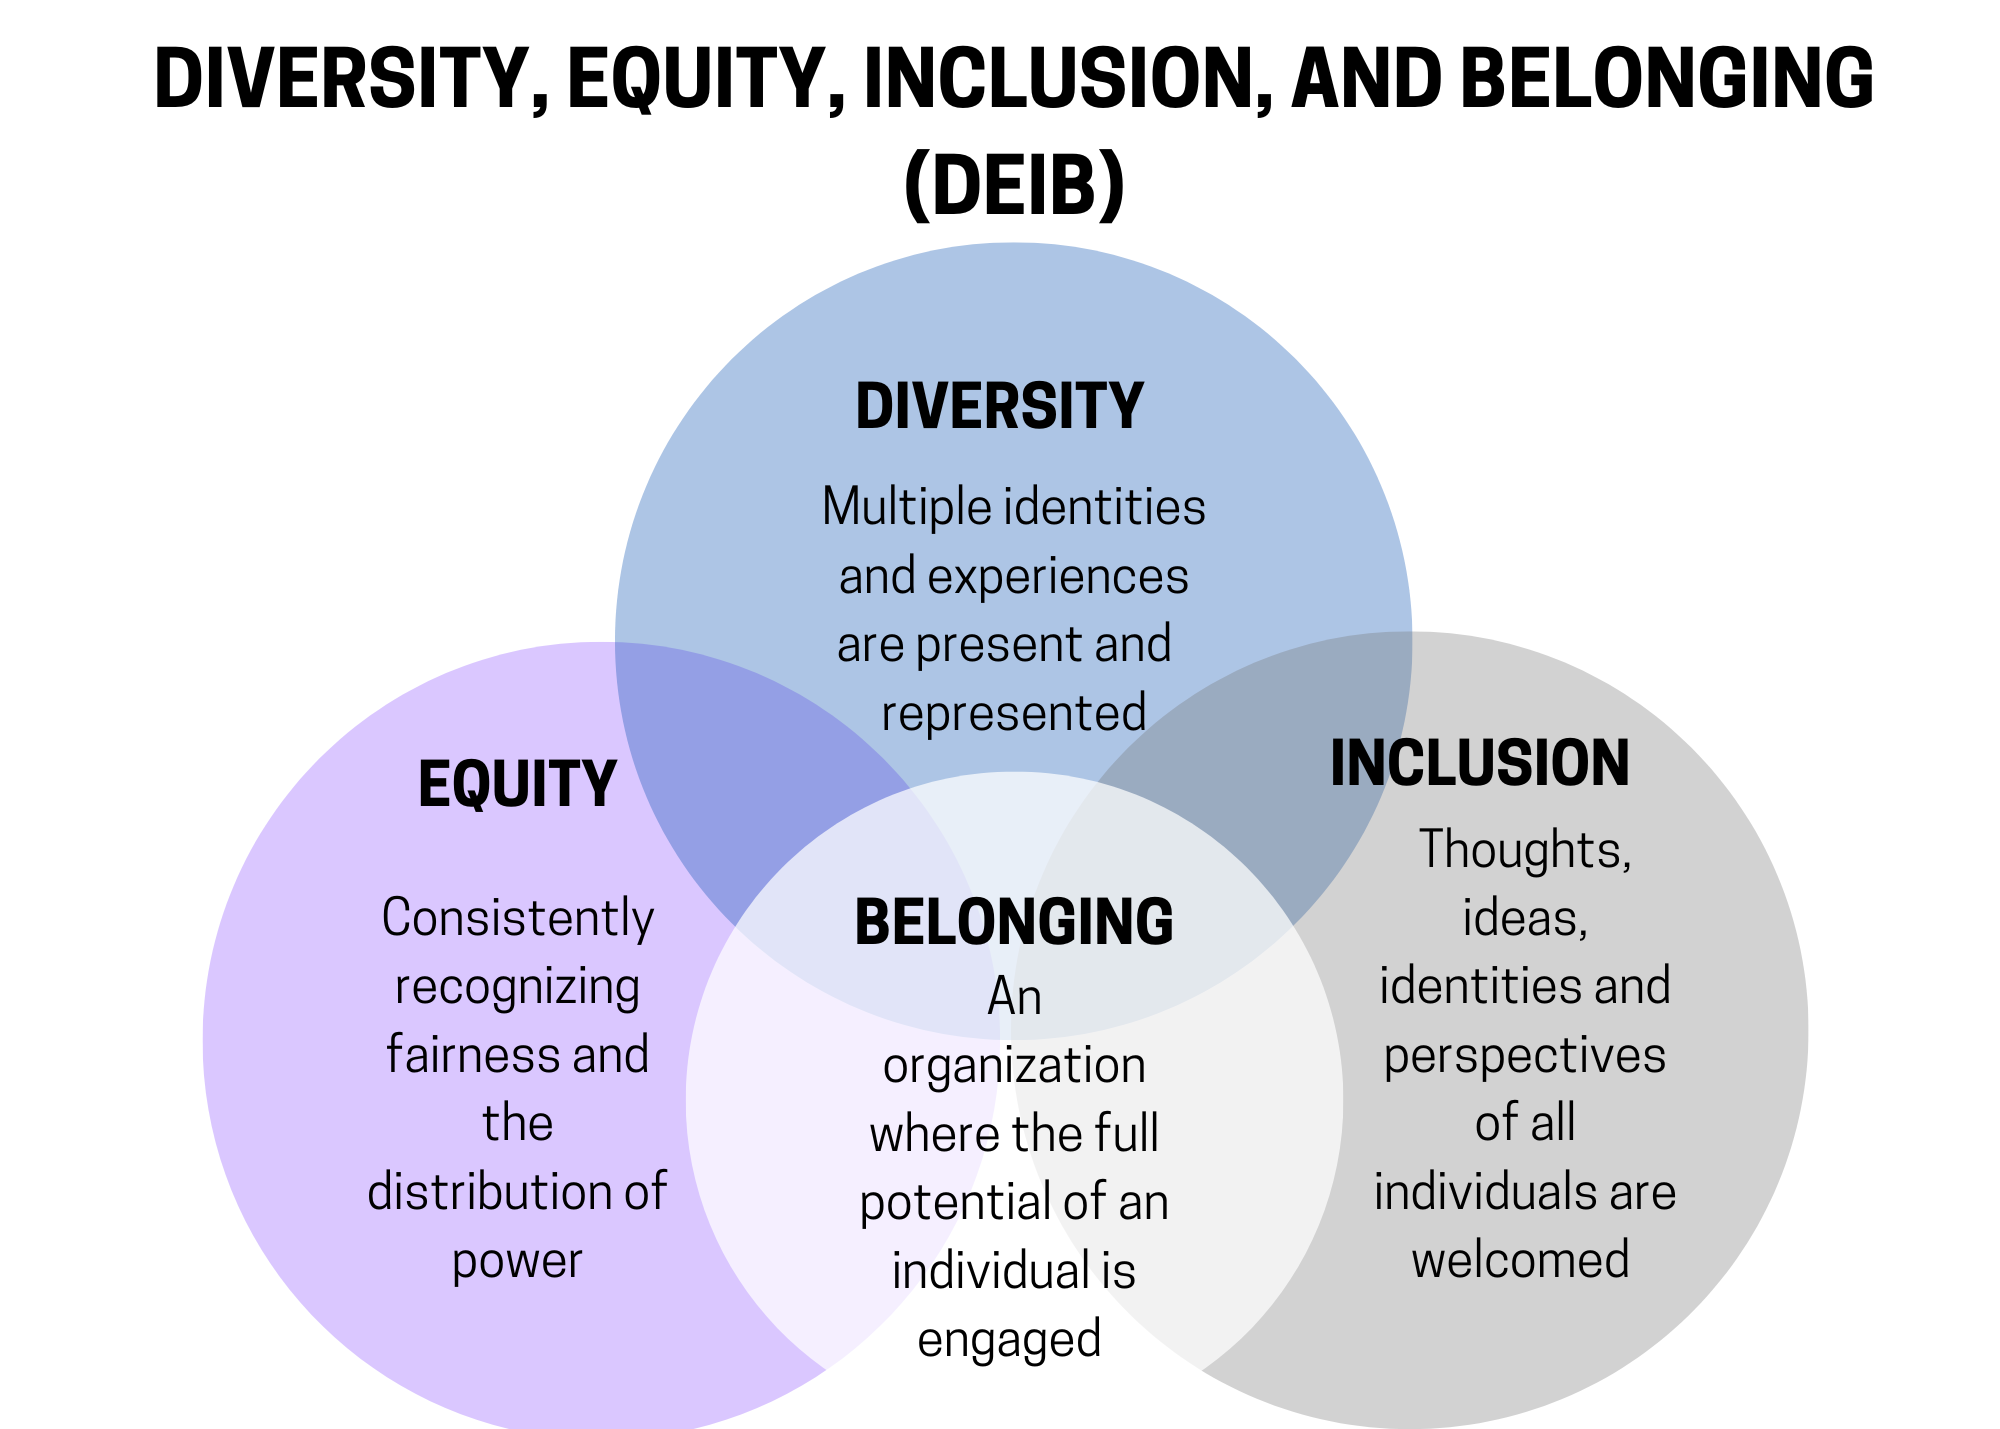 DIVERSITY, EQUITY, INCLUSION, AND BELONGING
(DEIB)
DIVERSITY
Multiple identities
and experiences
are present and
represented
EQUITY
Consistently
recognizing
fairness and
the
distribution of
power
BELONGING
An
organization
where the full
potential of an
individual is
engaged
INCLUSION
Thoughts,
ideas,
identities and
perspectives
of all
individuals are
welcomed